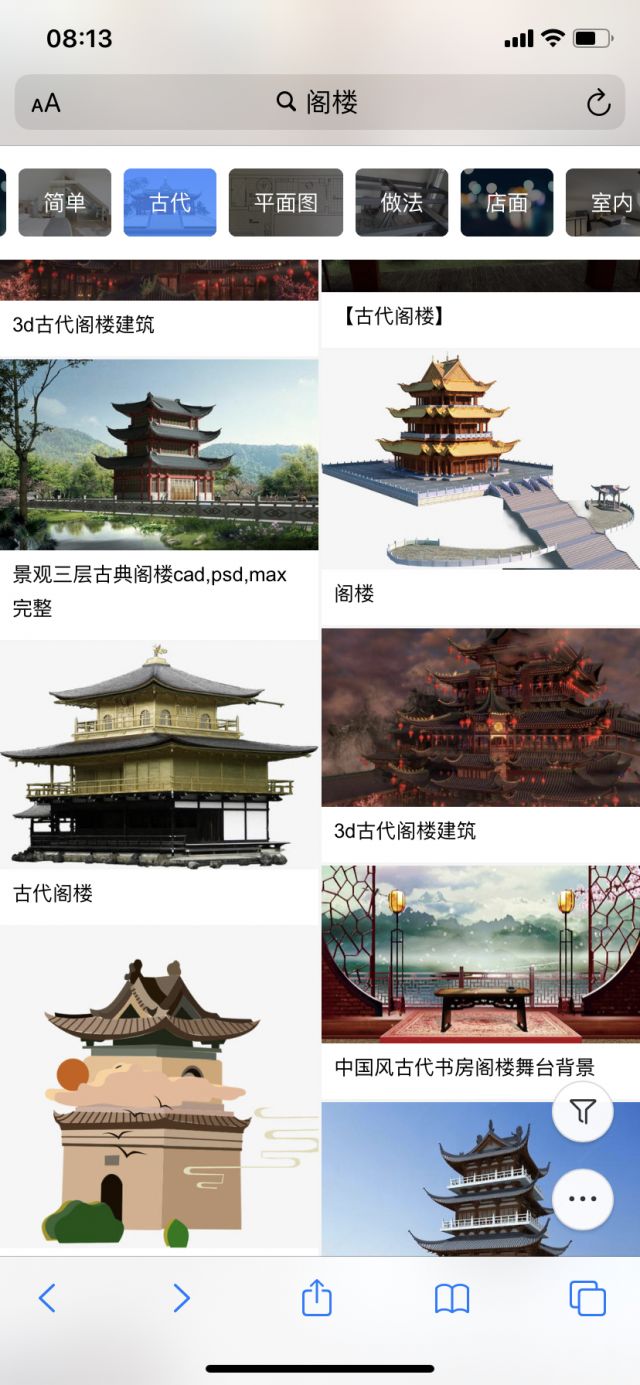 08:13
AA 阁楼
简单 古代 平面图 做法 店面 室内
3d古代阁楼建筑
【古代阁楼】
景观三层古典阁楼cad,psd,max
完整
阁楼
古代阁楼
3d古代阁楼建筑
中国风古代书房阁楼舞台背景